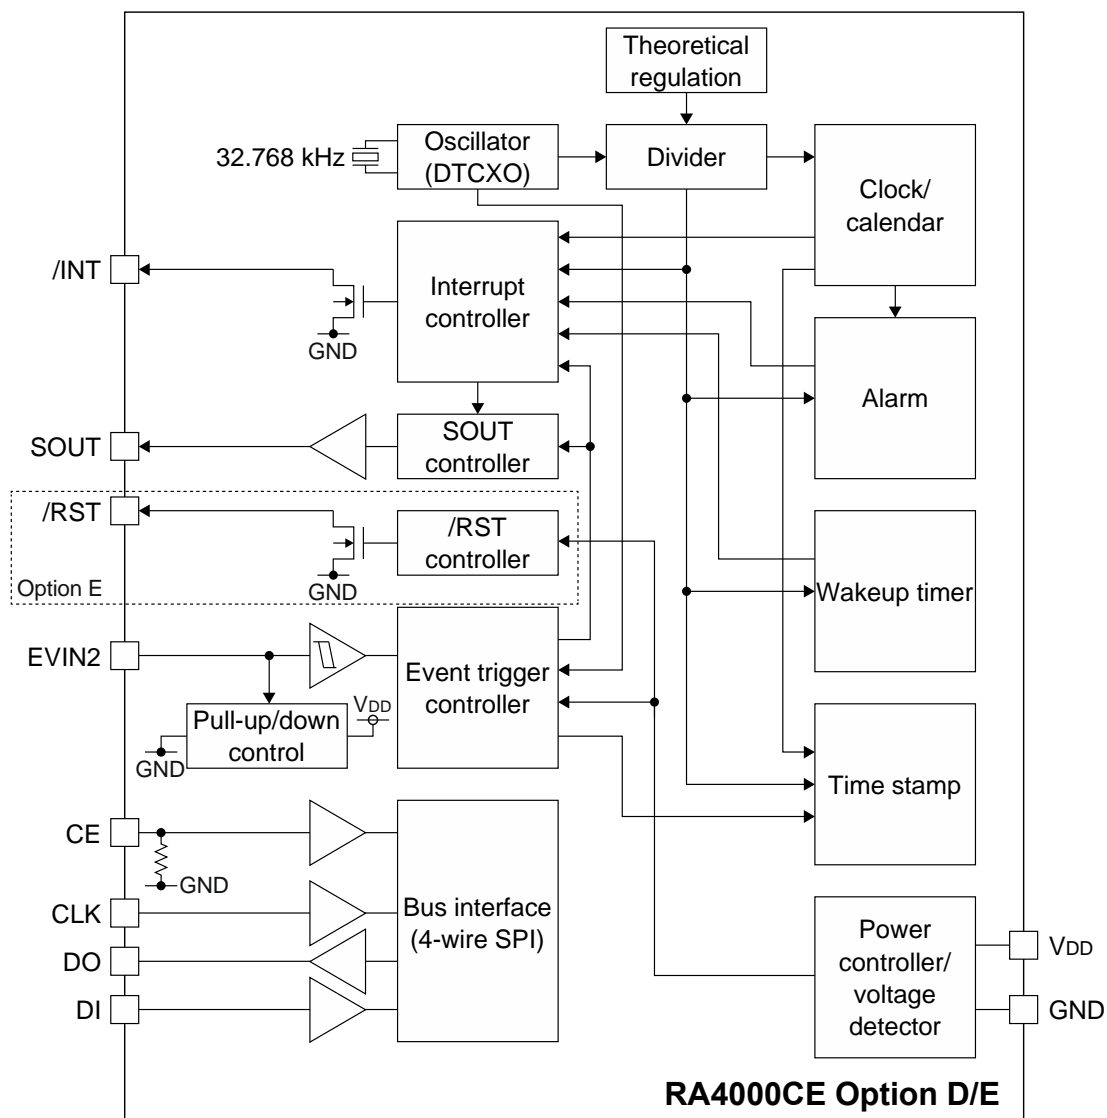 Theoretical
regulation
32.768 kHz
Oscillator
(DTCXO)
Divider
Clock/
calendar
/INT
GND
Interrupt
controller
Alarm
SOUT
SOUT
controller
/RST
/RST
controller
GND
Option E
Wakeup timer
EVIN2
Event trigger
controller
VDD
Pull-up/down
control
GND
Time stamp
CE
GND
CLK
DO
DI
Bus interface
(4-wire SPI)
Power
controller/
voltage
detector
VDD
GND
RA4000CE Option D/E